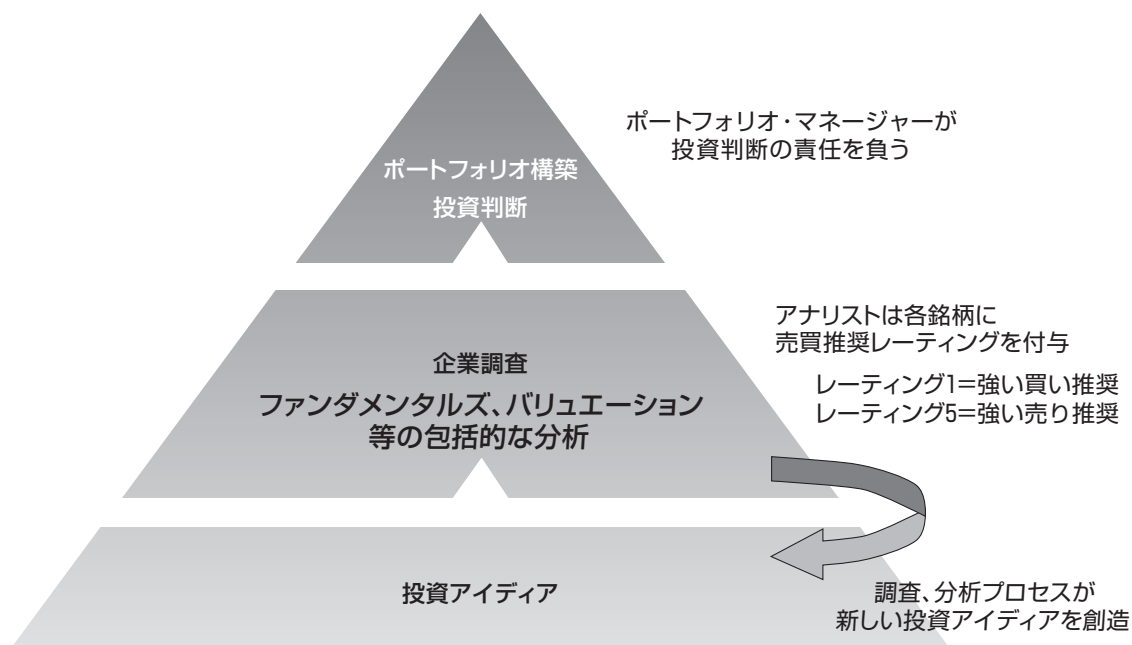 ポートフォリオ構築
投資判断
ポートフォリオ・マネージャーが
投資判断の責任を負う
企業調査
ファンダメンタルズ、バリュエーション
等の包括的な分析
アナリストは各銘柄に
売買推奨レーティングを付与
レーティング1=強い買い推奨
レーティング5=強い売り推奨
投資アイディア
調査、分析プロセスが
新しい投資アイディアを創造